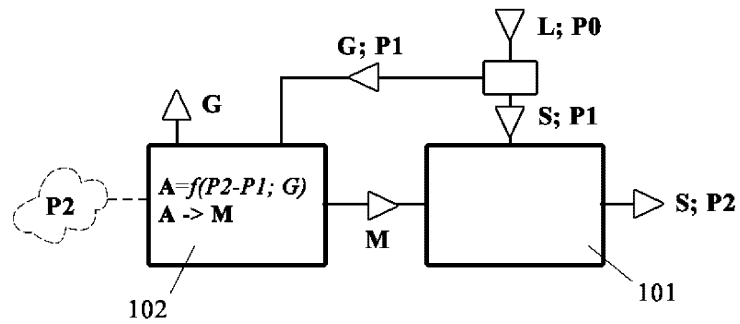 L; P0
G; P1
G
S; P1
A=f(P2-P1; G)
A -> M
P2
M
S; P2
102
101